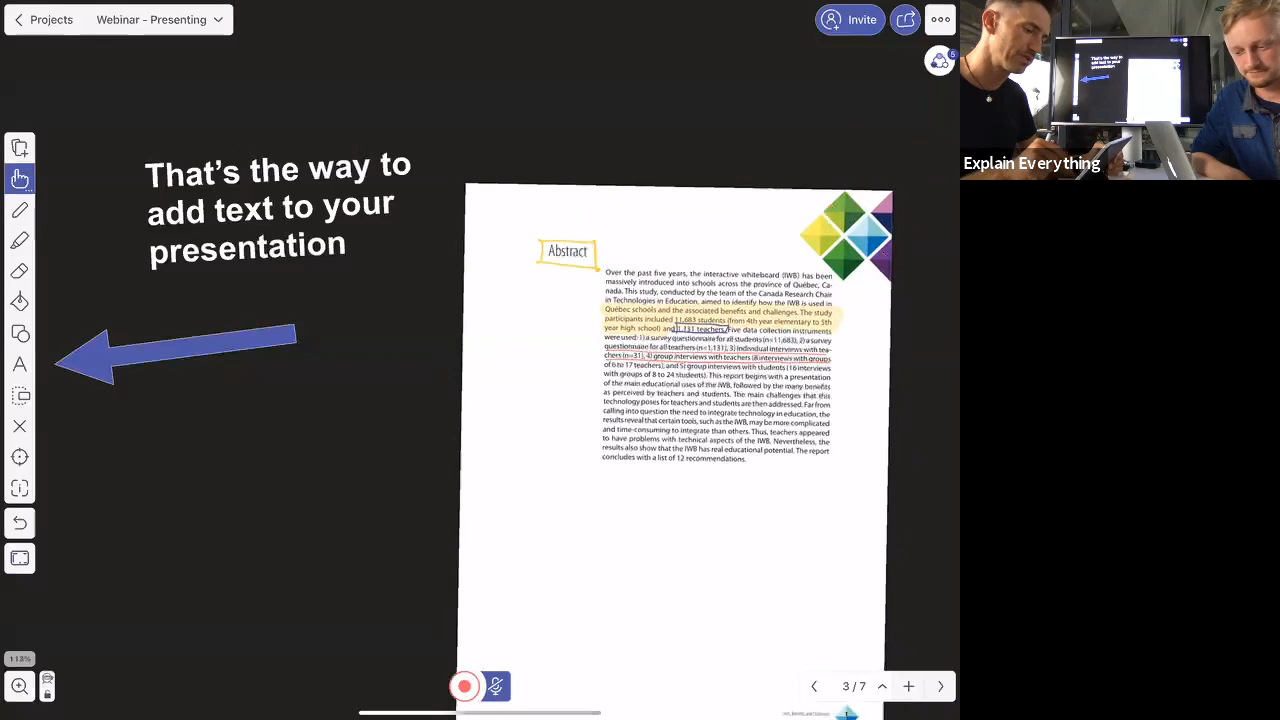 Projects
Webinar - Presenting
Invite
6
That's the way to
add text to your
presentation
Explain Everything
That's the way to
add text to your
presentation
Abstract
Over the past five years, the interactive whiteboard (IWB) has been
massively introduced into schools across the province of Québec, Ca-
nada. This study, conducted by the team of the Canada Research Chair
in Technologies in Education, aimed to identify how the IWB is used in
Québec schools and the associated benefits and challenges. The study
participants included 11,683 students (from 4th year elementary to 5th
year high school) and 1,131 teachers. Five data collection instruments
were used: 1) a survey questionnaire for all students (n=11,683), 2) a survey
questionnaire for all teachers (n=1,131), 3) individual interviews with tea-
chers (n=31), 4) group interviews with teachers (8 interviews with groups
of 6 to 17 teachers), and 5) group interviews with students (16 interviews
with groups of 8 to 24 students). This report begins with a presentation
of the main educational uses of the IWB, followed by the many benefits
as perceived by teachers and students. The main challenges that this
technology poses for teachers and students are then addressed. Far from
calling into question the need to integrate technology in education, the
results reveal that certain tools, such as the IWB, may be more complicated
and time-consuming to integrate than others. Thus, teachers appeared
to have problems with technical aspects of the IWB. Nevertheless, the
results also show that the IWB has real educational potential. The report
concludes with a list of 12 recommendations.
A
118%
3 / 7
1